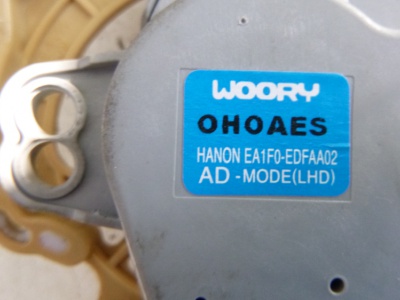 WOORY
OHOAES
HANON EA1F0-EDFAA02
AD -MODE(LHD)